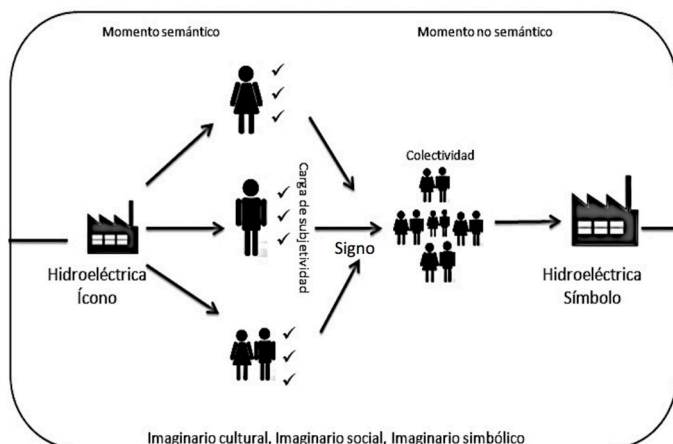 Momento semántico
Momento no semántico
Carga de subjetividad
Colectividad
Signo
Hidroeléctrica
Ícono
Hidroeléctrica
Símbolo
Imaginario cultural, Imaginario social, Imaginario simbólico